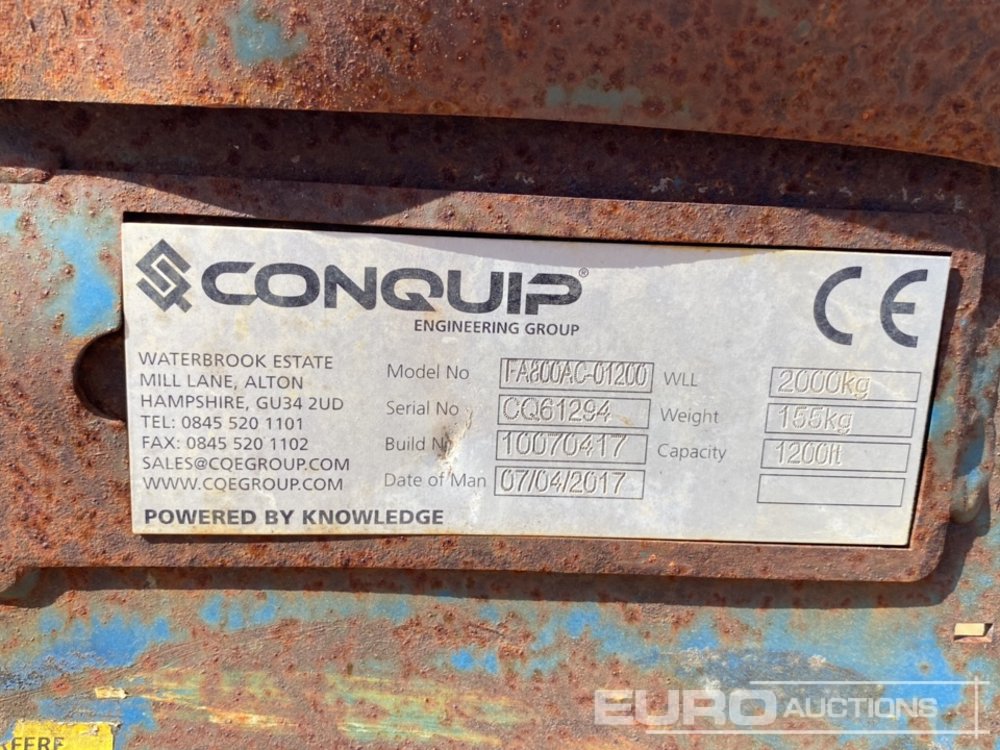 CONQUIP®
ENGINEERING GROUP
CE
WATERBROOK ESTATE
MILL LANE, ALTON
HAMPSHIRE, GU34 2UD
TEL: 0845 520 1101
FAX: 0845 520 1102
SALES@CQEGROUP.COM
WWW.CQEGROUP.COM
POWERED BY KNOWLEDGE
Model No FA800AC-01200 WLL 2000kg
Serial No CQ61294 Weight 155kg
Build No 10070417 Capacity 1200lt
Date of Man 07/04/2017
EURO AUCTIONS